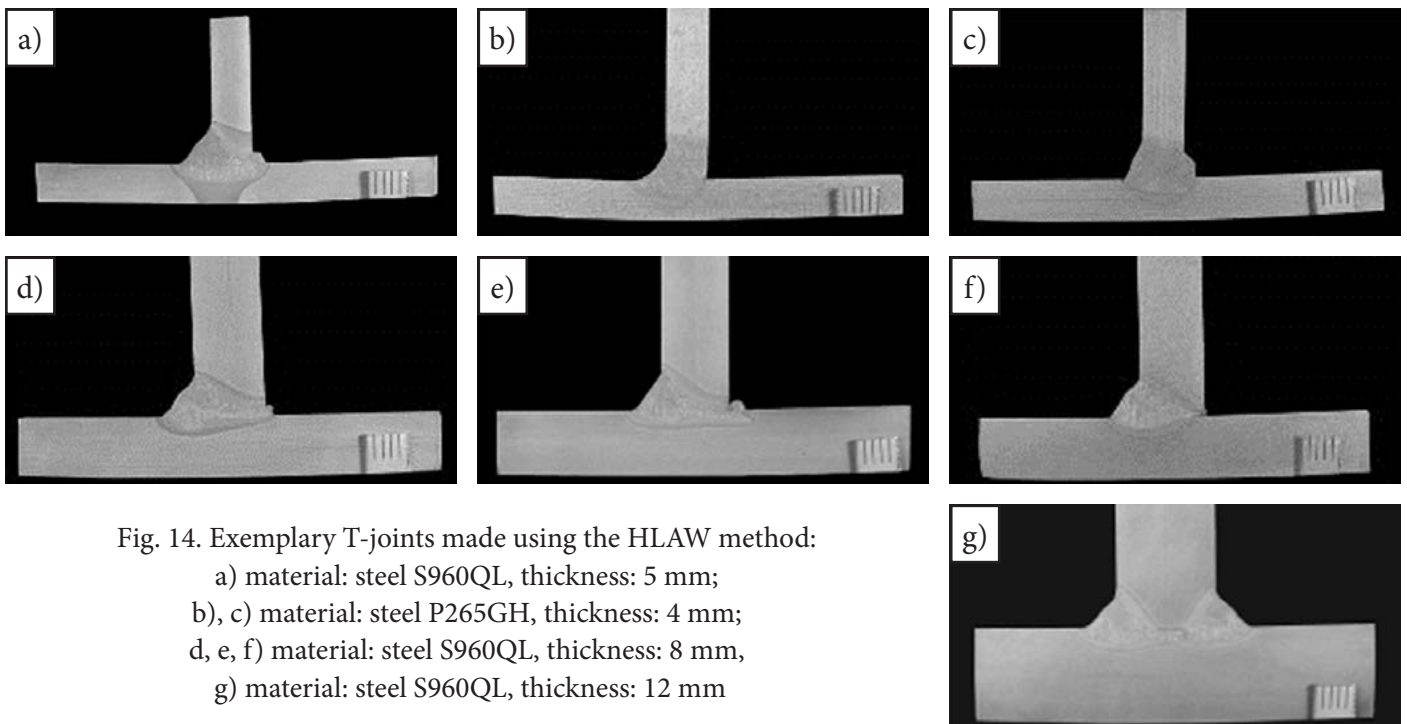 a)
b)
c)
d)
e)
f)
Fig. 14. Exemplary T-joints made using the HLAW method:
a) material: steel S960QL, thickness: 5 mm;
b), c) material: steel P265GH, thickness: 4 mm;
d, e, f) material: steel S960QL, thickness: 8 mm,
g) material: steel S960QL, thickness: 12 mm
g)